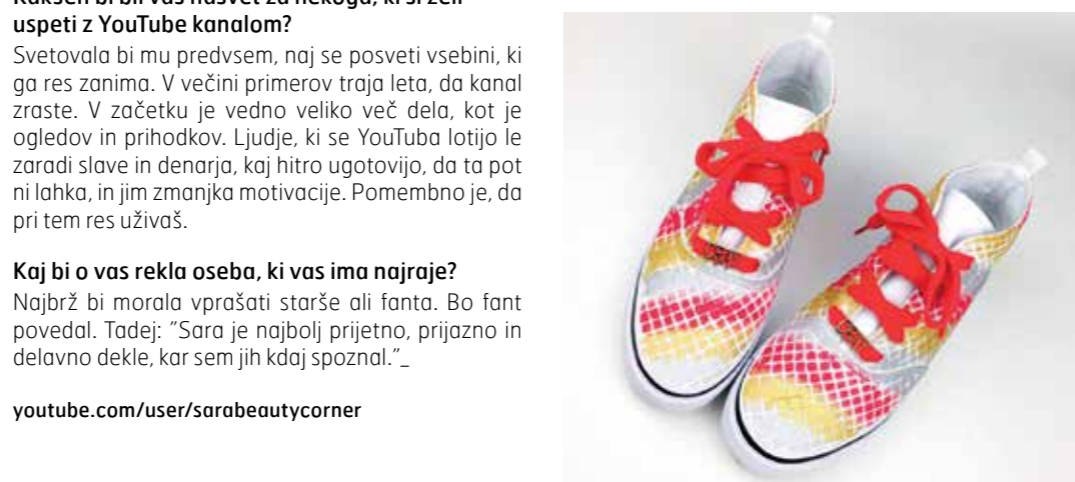 uspeti z YouTube kanalom?
Svetovala bi mu predvsem, naj se posveti vsebini, ki
ga res zanima. V večini primerov traja leta, da kanal
zraste. V začetku je vedno veliko več dela, kot je
ogledov in prihodkov. Ljudje, ki se YouTuba lotijo le
zaradi slave in denarja, kaj hitro ugotovijo, da ta pot
ni lahka, in jim zmanjka motivacije. Pomembno je, da
pri tem res uživaš.
Kaj bi o vas rekla oseba, ki vas ima najraje?
Najbrž bi morala vprašati starše ali fanta. Bo fant
povedal. Tadej: "Sara je najbolj prijetno, prijazno in
delavno dekle, kar sem jih kdaj spoznal."_
youtube.com/user/sarabeautycorner